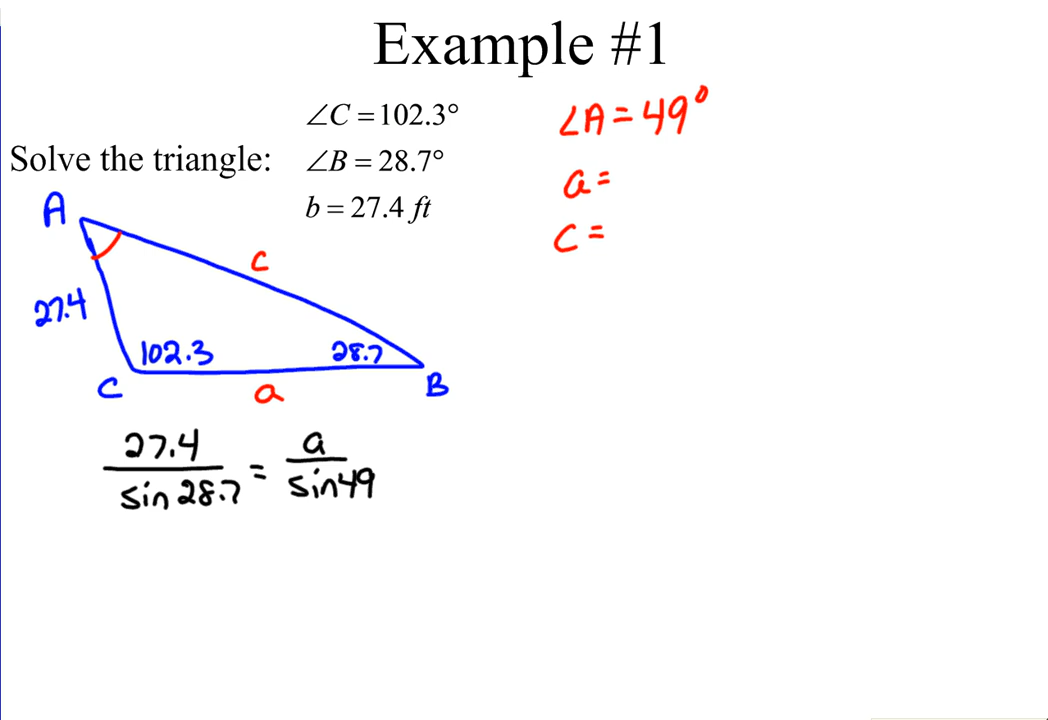 Example #1
∠C = 102.3°
Solve the triangle: ∠B = 28.7°
b = 27.4 ft
∠A = 49°
a =
c =
A
c
27.4
102.3 28.7
C a B
27.4 / sin 28.7 = a / sin 49